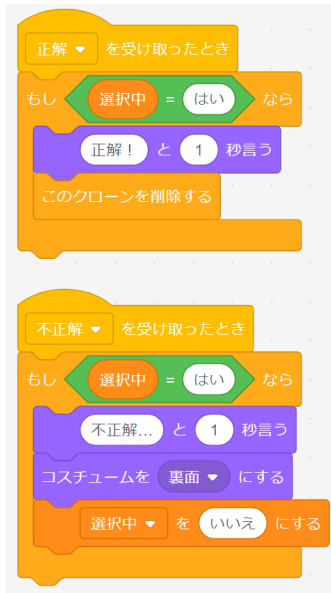 正解 を受け取ったとき
もし 選択中 = はい なら
正解！ と 1 秒言う
このクローンを削除する
不正解 を受け取ったとき
もし 選択中 = はい なら
不正解... と 1 秒言う
コスチュームを 裏面 にする
選択中 を いいえ にする